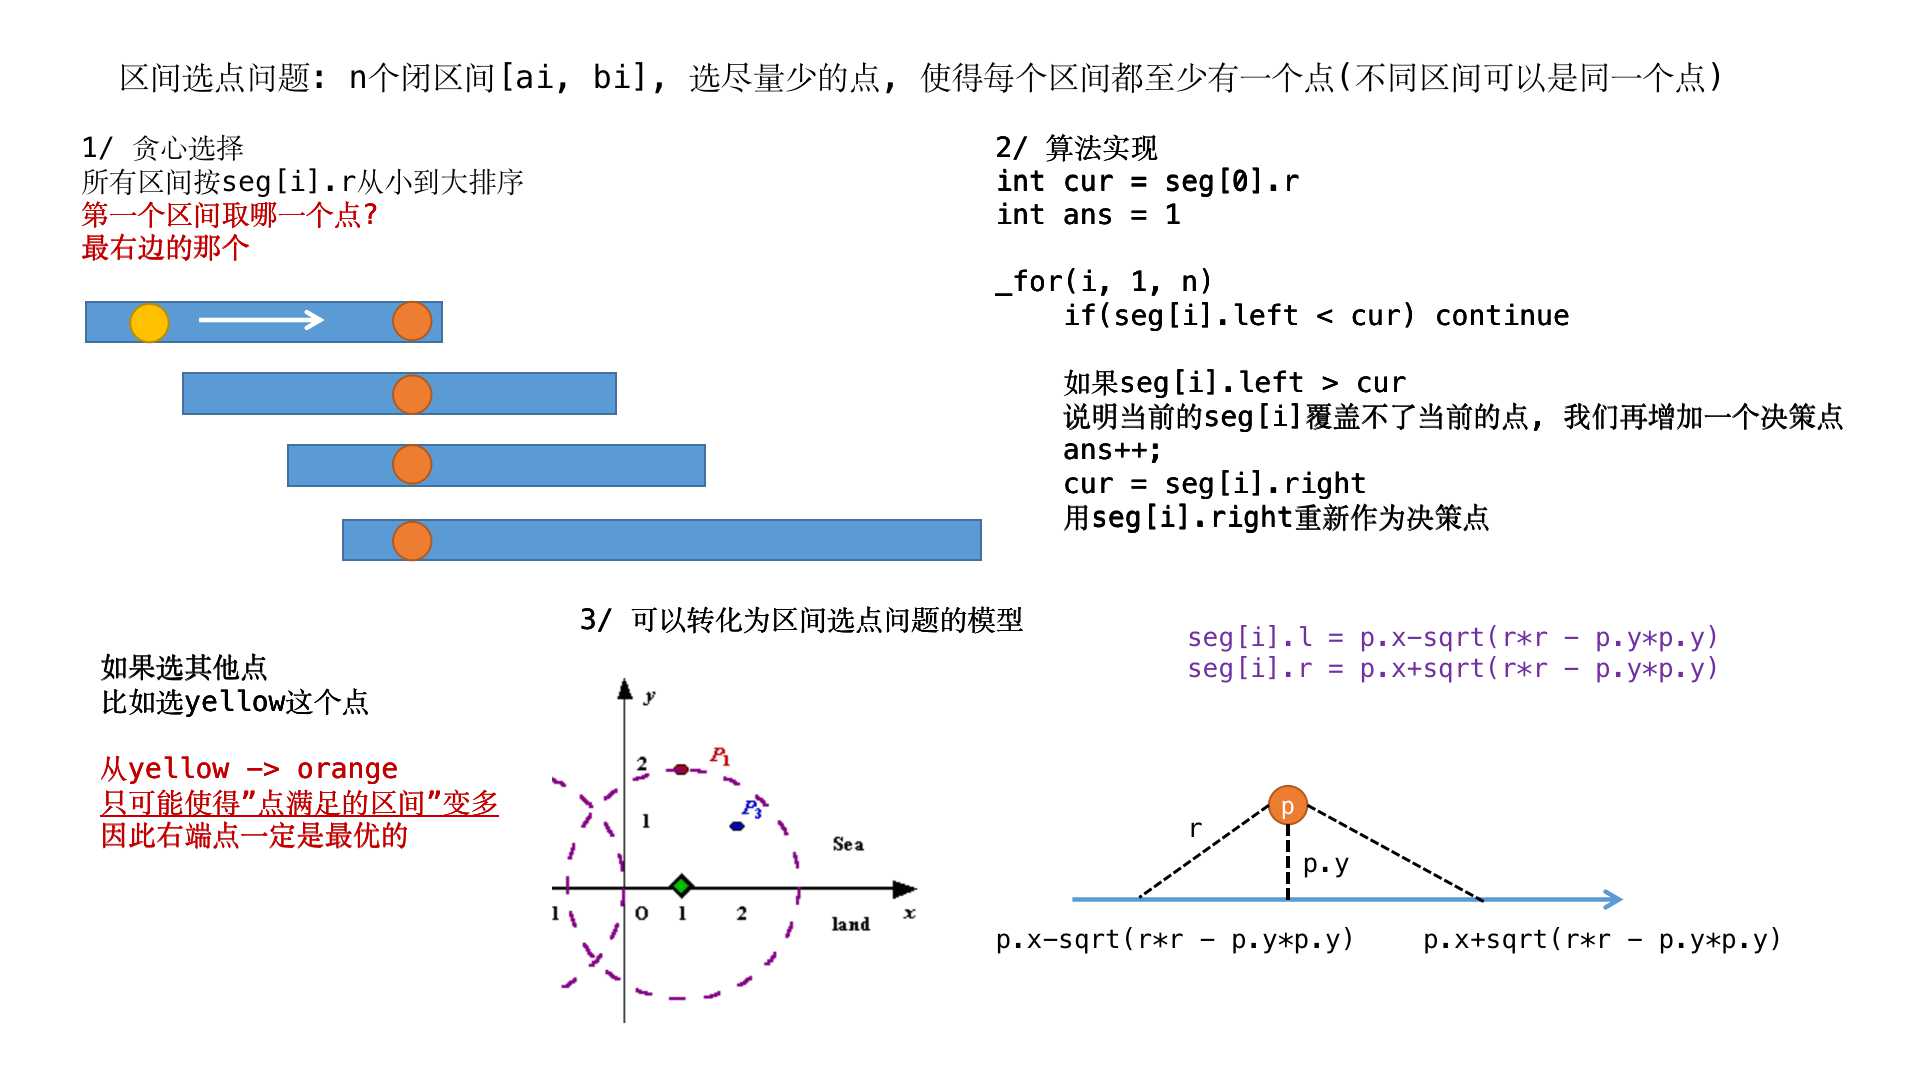 区间选点问题: n个闭区间[ai, bi], 选尽量少的点, 使得每个区间都至少有一个点(不同区间可以是同一个点)
1/ 贪心选择
所有区间按seg[i].r从小到大排序
第一个区间取哪一个点?
最右边的那个
2/ 算法实现
int cur = seg[0].r
int ans = 1
_for(i, 1, n)
if(seg[i].left < cur) continue
如果seg[i].left > cur
说明当前的seg[i]覆盖不了当前的点, 我们再增加一个决策点
ans++;
cur = seg[i].right
用seg[i].right重新作为决策点
如果选其他点
比如选yellow这个点
从yellow -> orange
只可能使得”点满足的区间”变多
因此右端点一定是最优的
3/ 可以转化为区间选点问题的模型
y
2
P1
1
P3
Sea
1
O
1
2
x
land
seg[i].l = p.x-sqrt(r*r - p.y*p.y)
seg[i].r = p.x+sqrt(r*r - p.y*p.y)
p
r
p.y
p.x-sqrt(r*r - p.y*p.y)
p.x+sqrt(r*r - p.y*p.y)